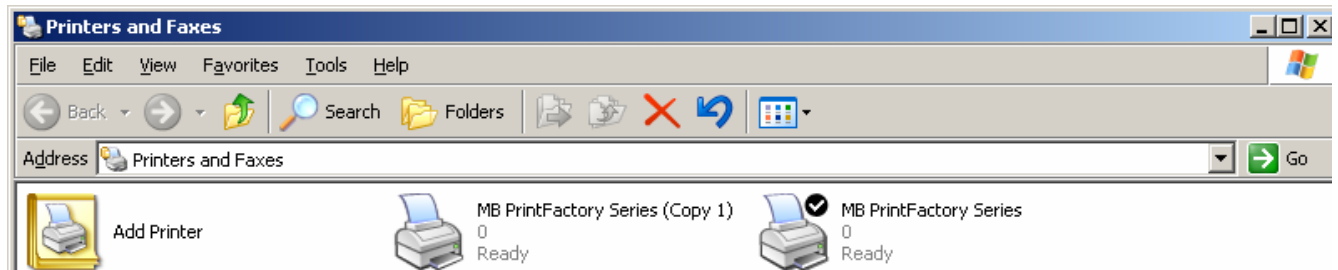 Printers and Faxes
File Edit View Favorites Tools Help
Back Search Folders
Address Printers and Faxes Go
Add Printer
MB PrintFactory Series (Copy 1)
0
Ready
MB PrintFactory Series
0
Ready